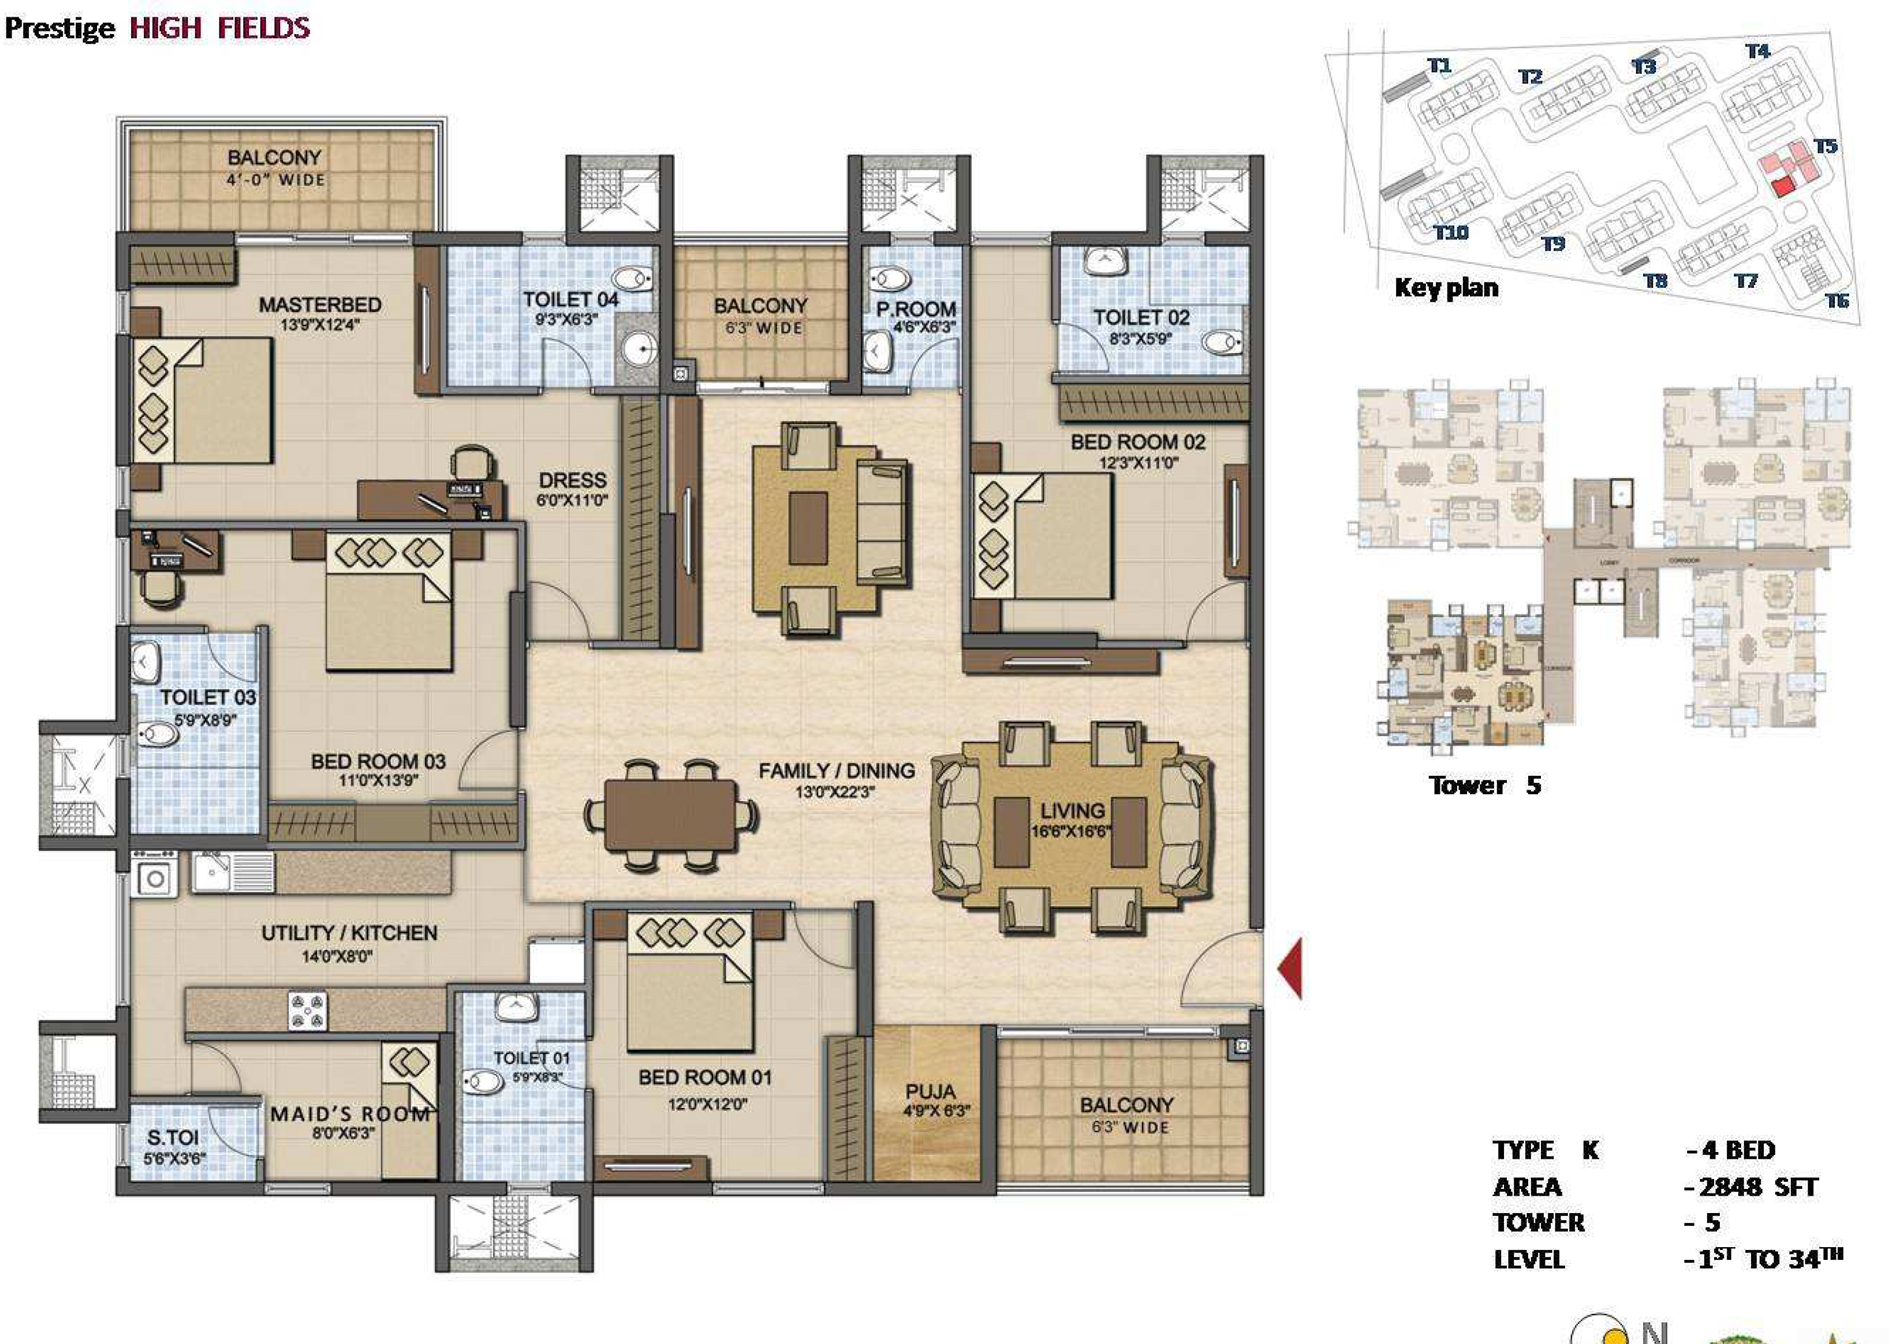 Prestige HIGH FIELDS
BALCONY
4'-0" WIDE
MASTERBED
13'9"X12'4"
TOILET 04
9'3"X6'3"
BALCONY
6'3" WIDE
P.ROOM
4'6"X6'3"
TOILET 02
8'3"X5'9"
BED ROOM 02
12'3"X11'0"
DRESS
6'0"X11'0"
TOILET 03
5'9"X8'9"
BED ROOM 03
11'0"X13'9"
FAMILY / DINING
13'0"X22'3"
LIVING
16'6"X16'6"
UTILITY / KITCHEN
14'0"X8'0"
TOILET 01
5'9"X8'3"
BED ROOM 01
12'0"X12'0"
PUJA
4'9"X 6'3"
BALCONY
6'3" WIDE
MAID'S ROOM
8'0"X6'3"
S.TOI
5'6"X3'6"
T1
T2
T3
T4
T5
T10
T9
T8
T7
T6
Key plan
LOBBY
CORRIDOR
CORRIDOR
Tower 5
TYPE K - 4 BED
AREA - 2848 SFT
TOWER - 5
LEVEL - 1ST TO 34TH
N